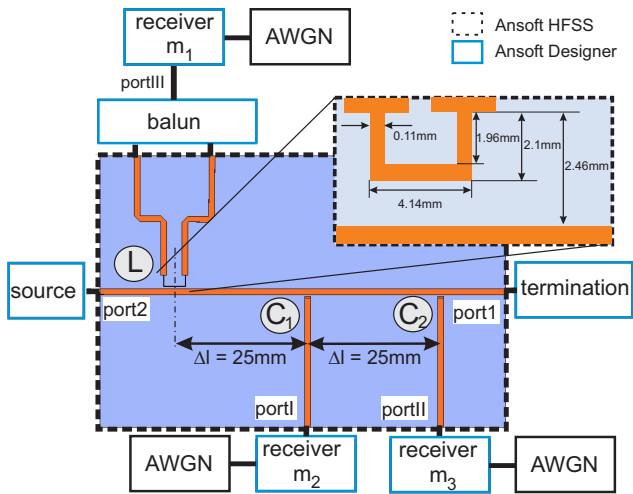 receiver
m1
AWGN
Ansoft HFSS
Ansoft Designer
portIII
balun
0.11mm
1.96mm
2.1mm
2.46mm
4.14mm
L
source
port2
C1
C2
port1
termination
Δl = 25mm
Δl = 25mm
portI
portII
AWGN
receiver
m2
receiver
m3
AWGN